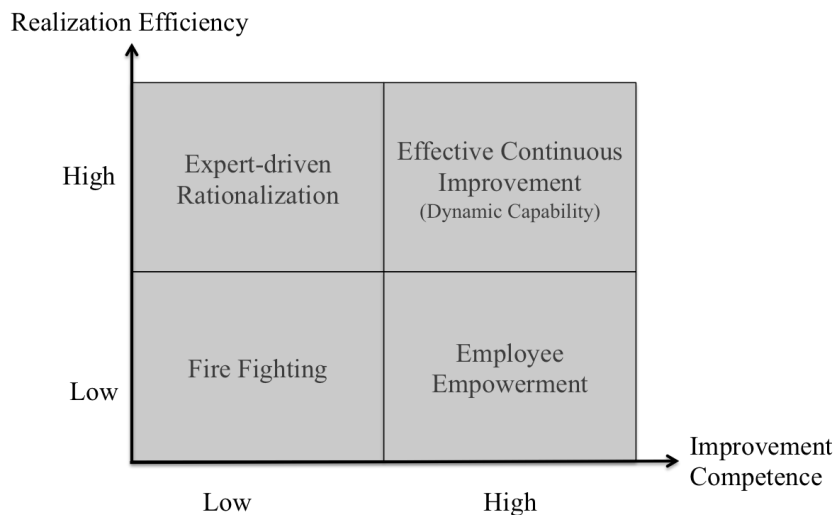 Realization Efficiency
High
Expert-driven
Rationalization
Effective Continuous
Improvement
(Dynamic Capability)
Low
Fire Fighting
Employee
Empowerment
Improvement
Competence
Low
High